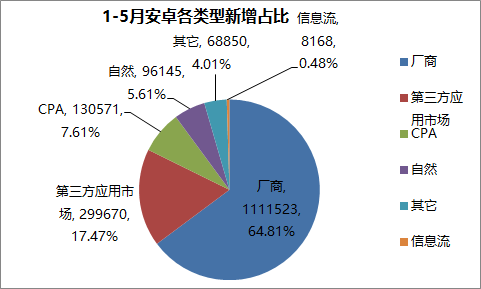 1-5月安卓各类型新增占比
信息流,
8168,
0.48%
其它, 68850,
4.01%
自然, 96145,
5.61%
CPA, 130571,
7.61%
第三方应用市
场, 299670,
17.47%
厂商,
1111523,
64.81%
厂商
第三方应
用市场
CPA
自然
其它
信息流